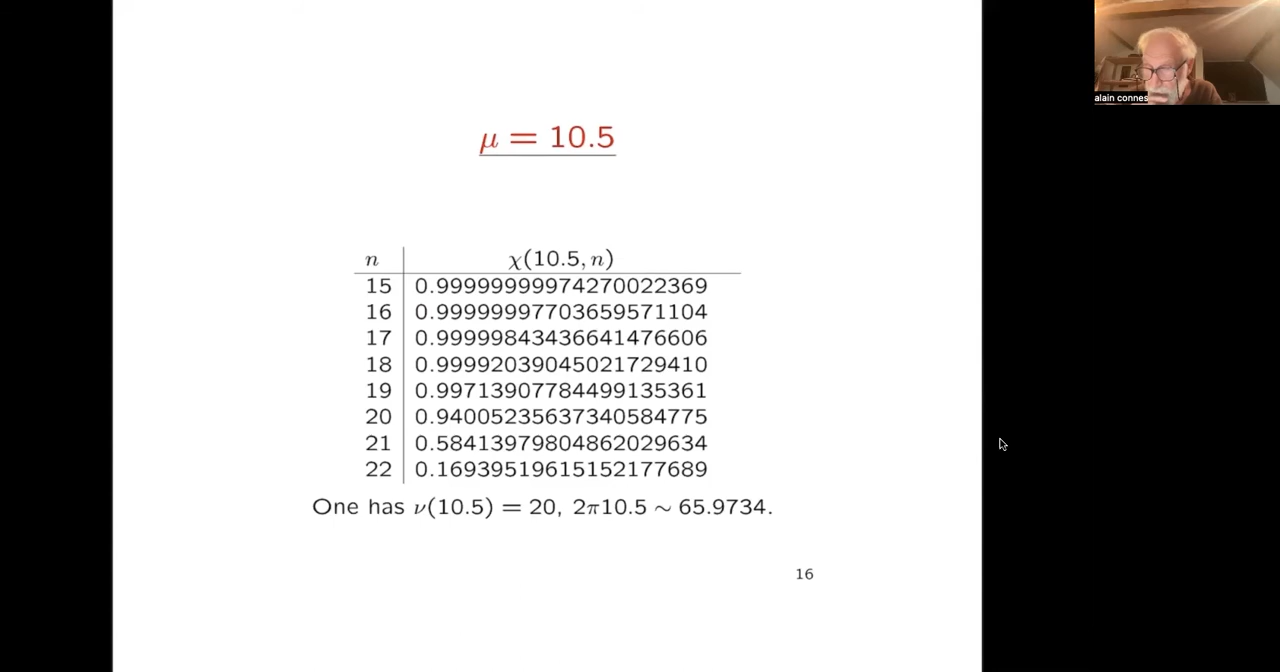 alain connes
μ = 10.5
n χ(10.5, n)
15 0.99999999974270022369
16 0.99999997703659571104
17 0.99999843436641476606
18 0.99992039045021729410
19 0.99713907784499135361
20 0.94005235637340584775
21 0.58413979804862029634
22 0.16939519615152177689
One has ν(10.5) = 20, 2π10.5 ∼ 65.9734.
16